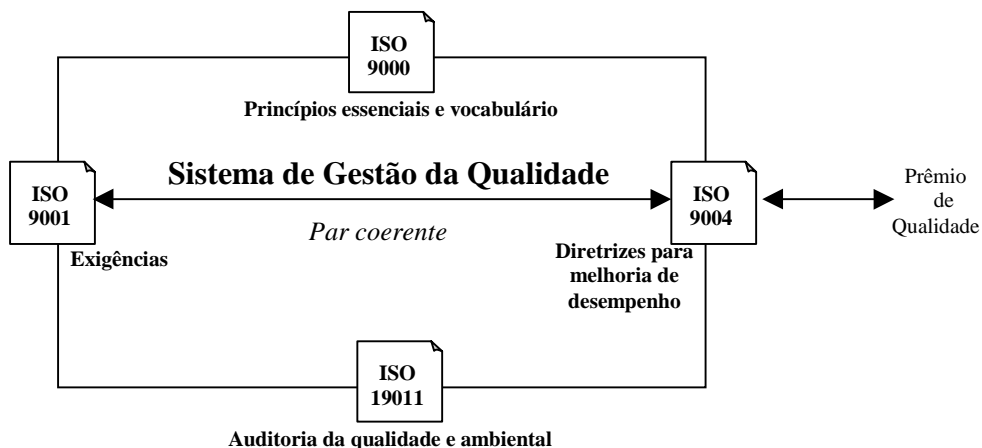 ISO
9000
Princípios essenciais e vocabulário
Sistema de Gestão da Qualidade
ISO
9001
ISO
9004
Prêmio
de
Qualidade
Par coerente
Exigências
Diretrizes para
melhoria de
desempenho
ISO
19011
Auditoria da qualidade e ambiental